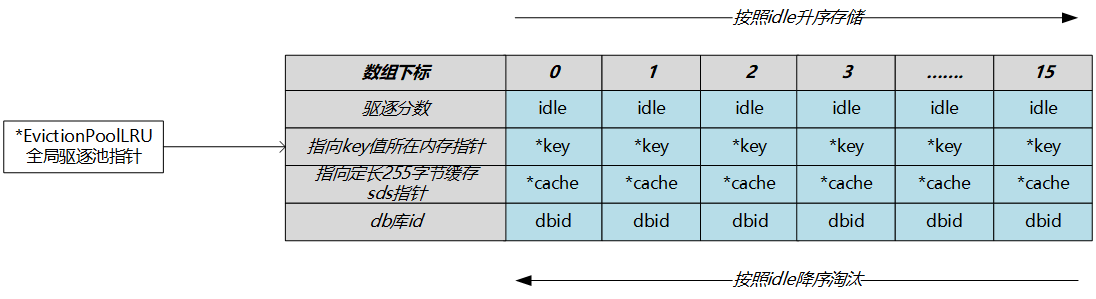 按照idle升序存储
*EvictionPoolLRU
全局驱逐池指针
数组下标 0 1 2 3 ....... 15
驱逐分数 idle idle idle idle idle idle
指向key值所在内存指针 *key *key *key *key *key *key
指向定长255字节缓存
sds指针 *cache *cache *cache *cache *cache *cache
db库id dbid dbid dbid dbid dbid dbid
按照idle降序淘汰